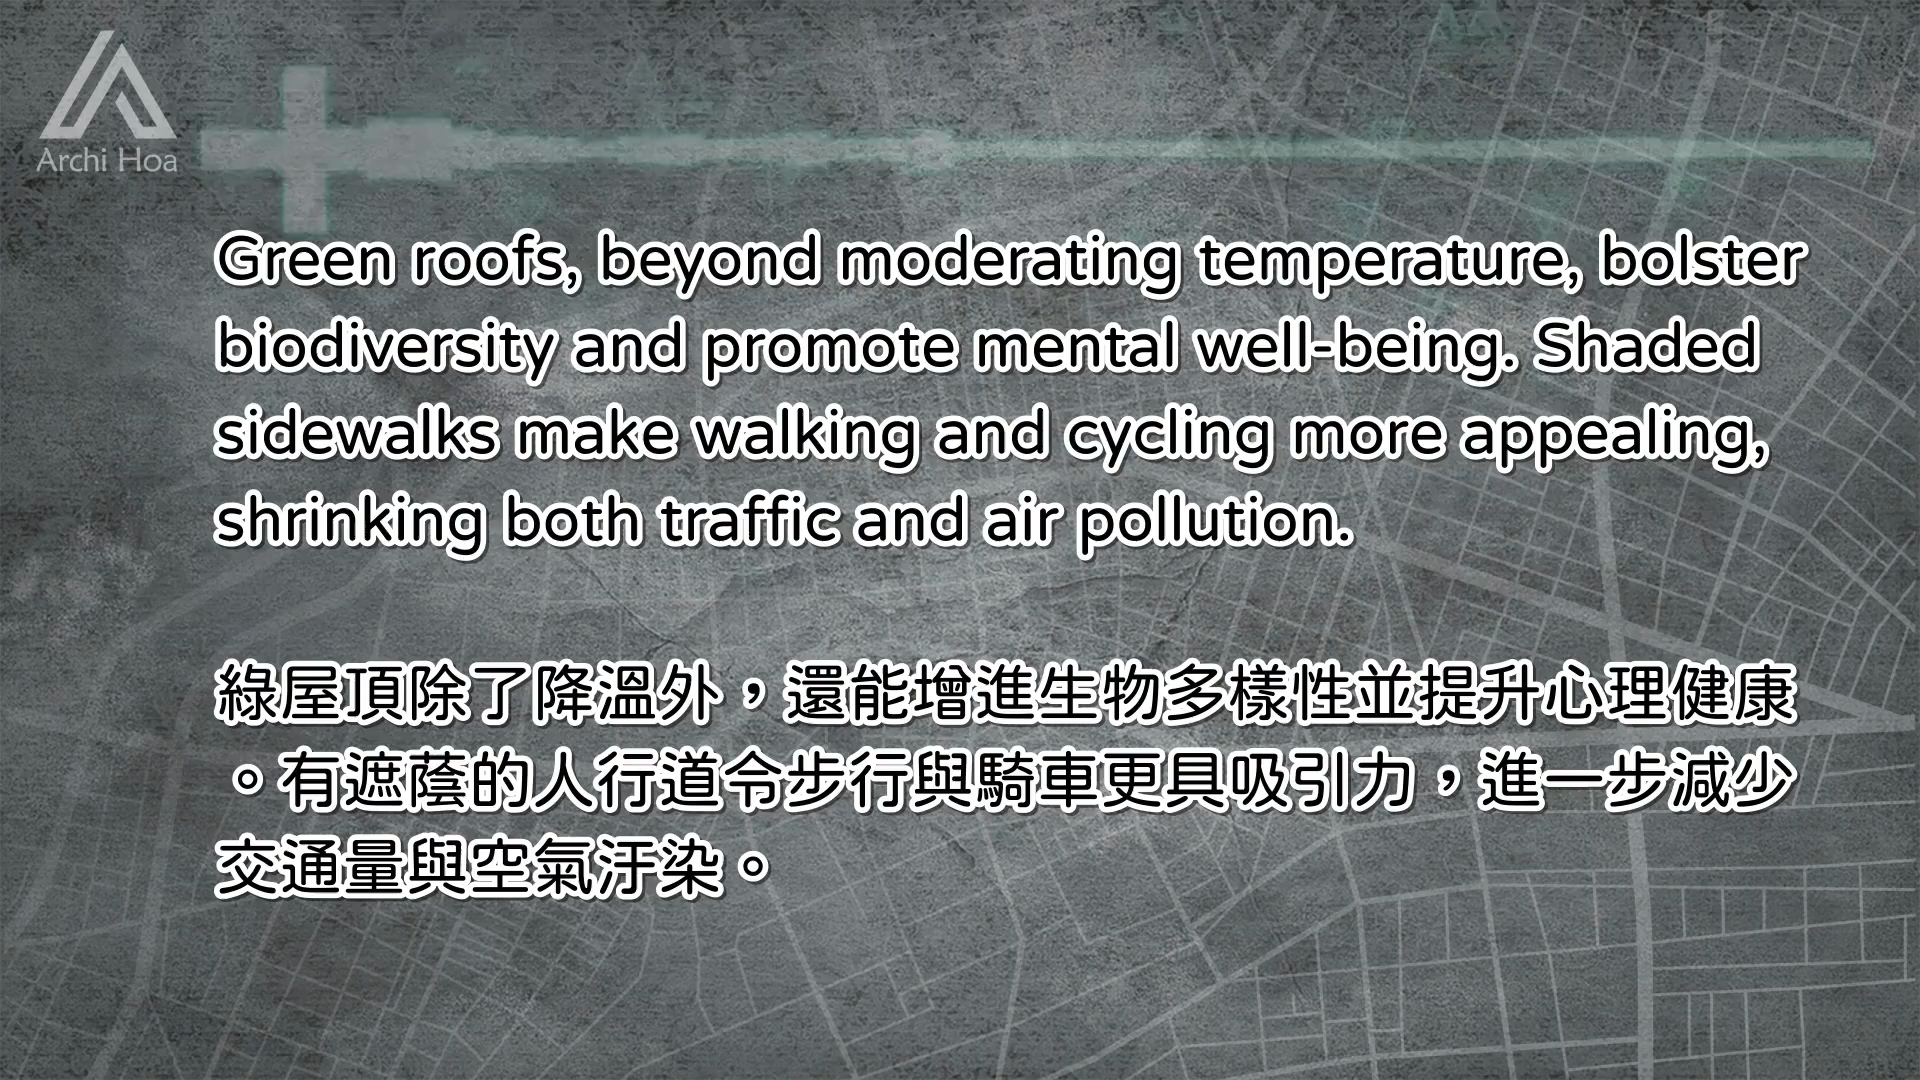 Archi Hoa
Green roofs, beyond moderating temperature, bolster
biodiversity and promote mental well-being. Shaded
sidewalks make walking and cycling more appealing,
shrinking both traffic and air pollution.
綠屋頂除了降溫外，還能增進生物多樣性並提升心理健康
。有遮蔭的人行道令步行與騎車更具吸引力，進一步減少
交通量與空氣汙染。